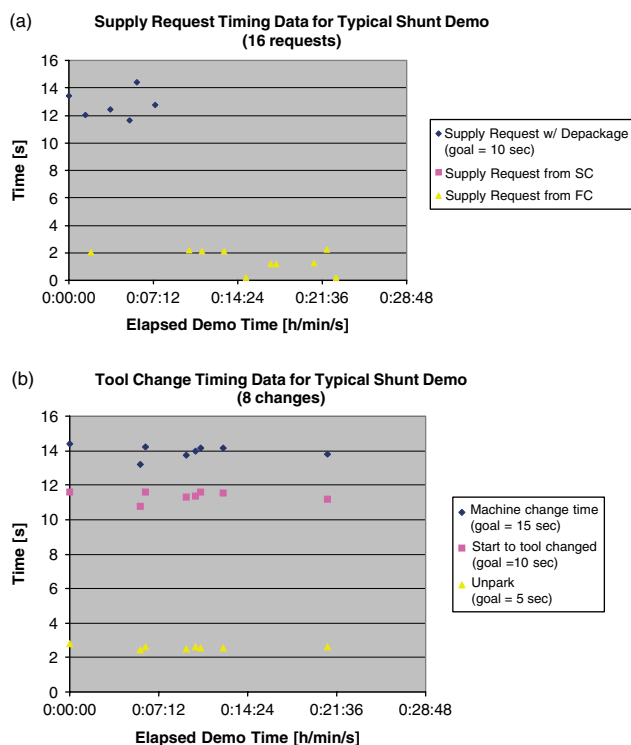 (a)
Supply Request Timing Data for Typical Shunt Demo
(16 requests)
16
14
12
10
8
6
4
2
0
Time [s]
0:00:00 0:07:12 0:14:24 0:21:36 0:28:48
Elapsed Demo Time [h/min/s]
Supply Request w/ Depackage
(goal = 10 sec)
Supply Request from SC
Supply Request from FC
(b)
Tool Change Timing Data for Typical Shunt Demo
(8 changes)
16
14
12
10
8
6
4
2
0
Time [s]
0:00:00 0:07:12 0:14:24 0:21:36 0:28:48
Elapsed Demo Time [h/min/s]
Machine change time
(goal = 15 sec)
Start to tool changed
(goal =10 sec)
Unpark
(goal = 5 sec)